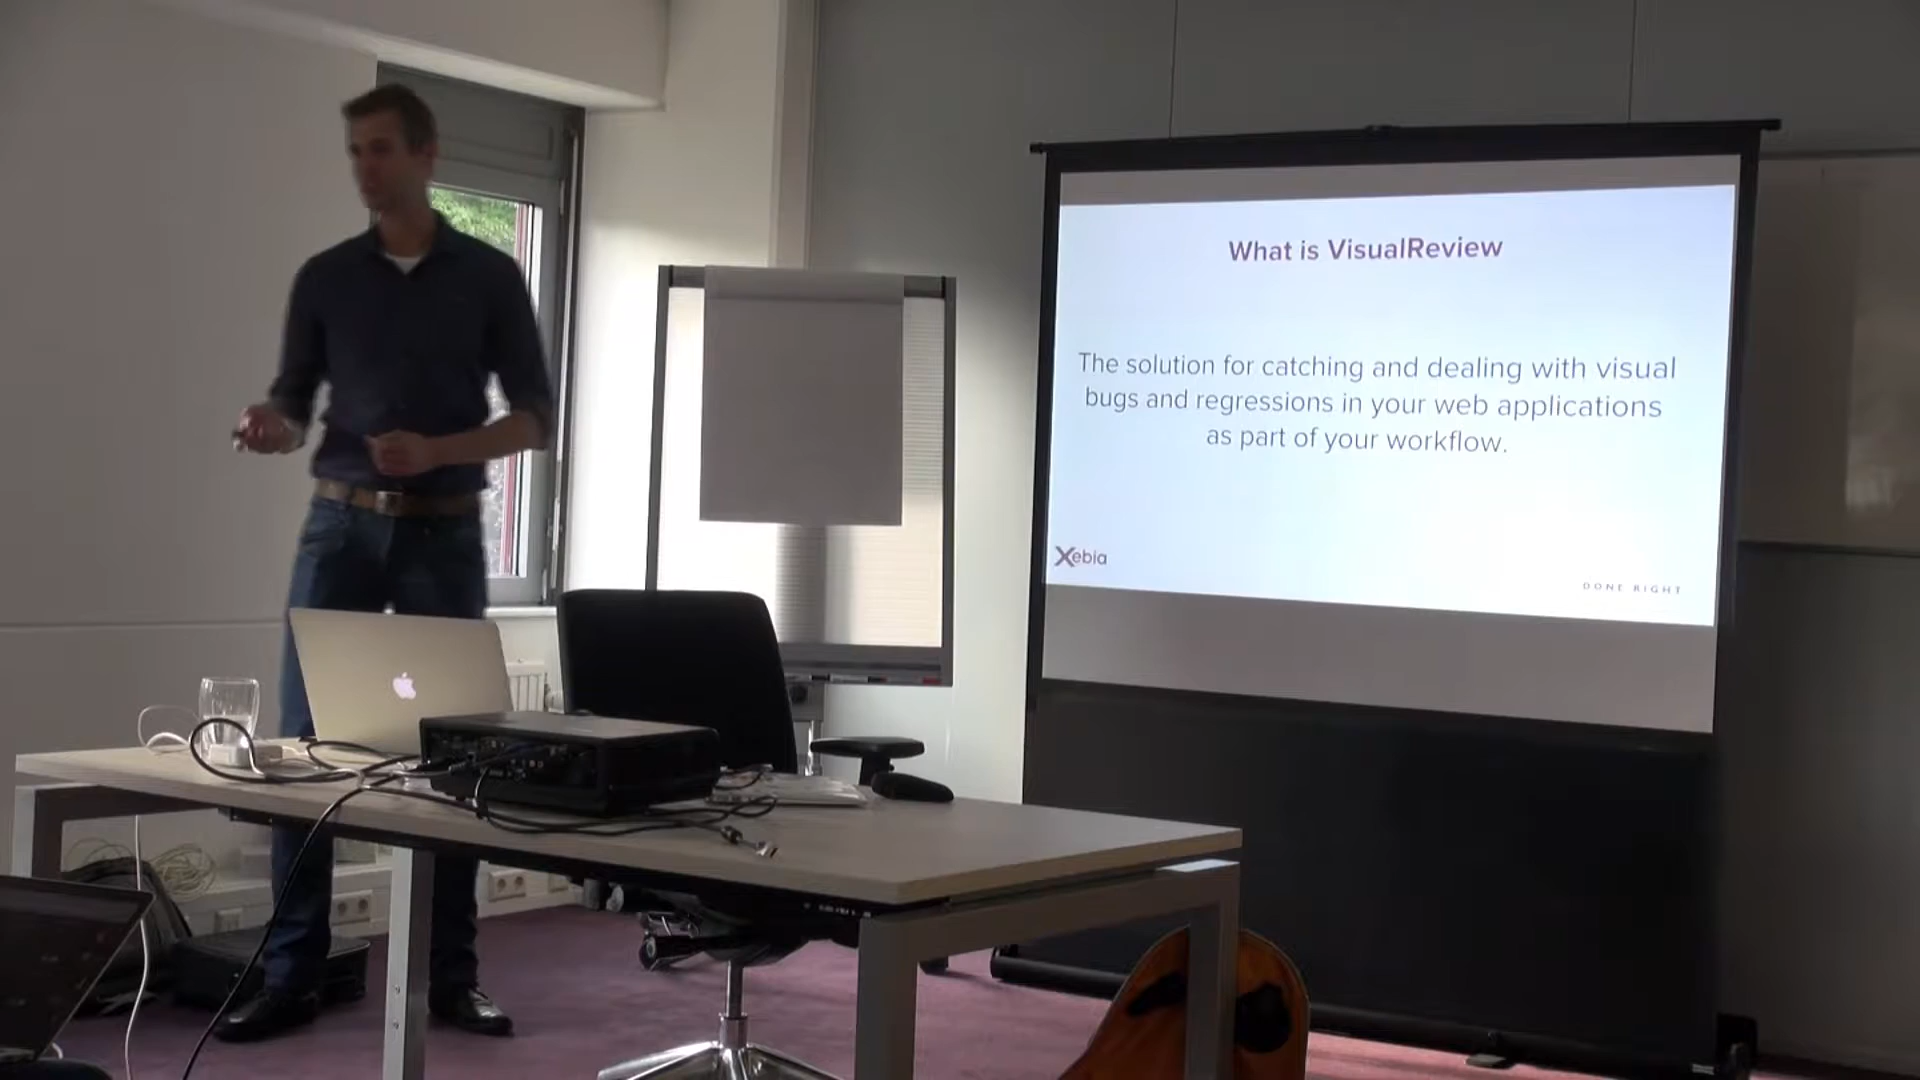 What is VisualReview
The solution for catching and dealing with visual
bugs and regressions in your web applications
as part of your workflow.
Xebia
DONE RIGHT